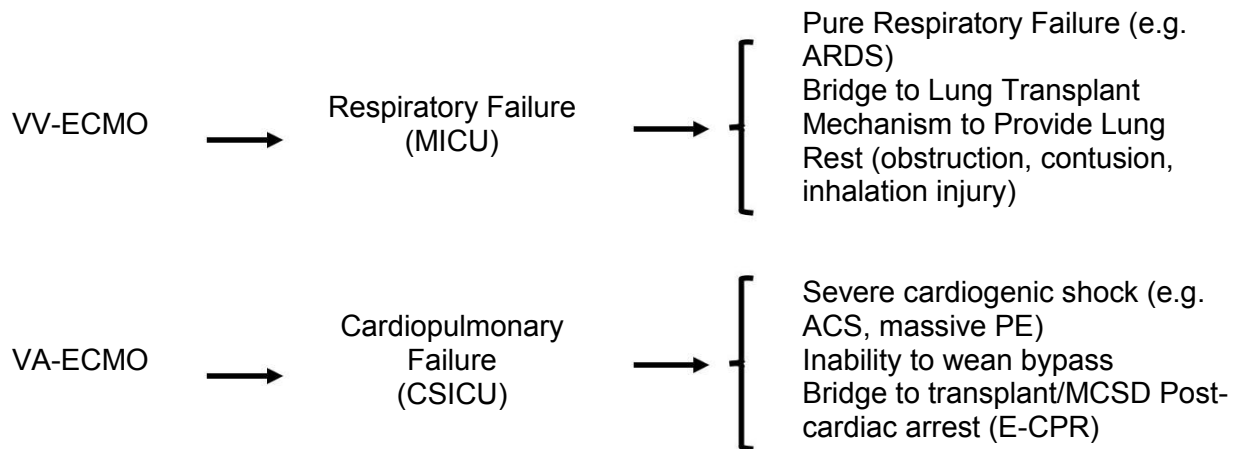 VV-ECMO
Respiratory Failure
(MICU)
Pure Respiratory Failure (e.g.
ARDS)
Bridge to Lung Transplant
Mechanism to Provide Lung
Rest (obstruction, contusion,
inhalation injury)
VA-ECMO
Cardiopulmonary
Failure
(CSICU)
Severe cardiogenic shock (e.g.
ACS, massive PE)
Inability to wean bypass
Bridge to transplant/MCSD Post-
cardiac arrest (E-CPR)